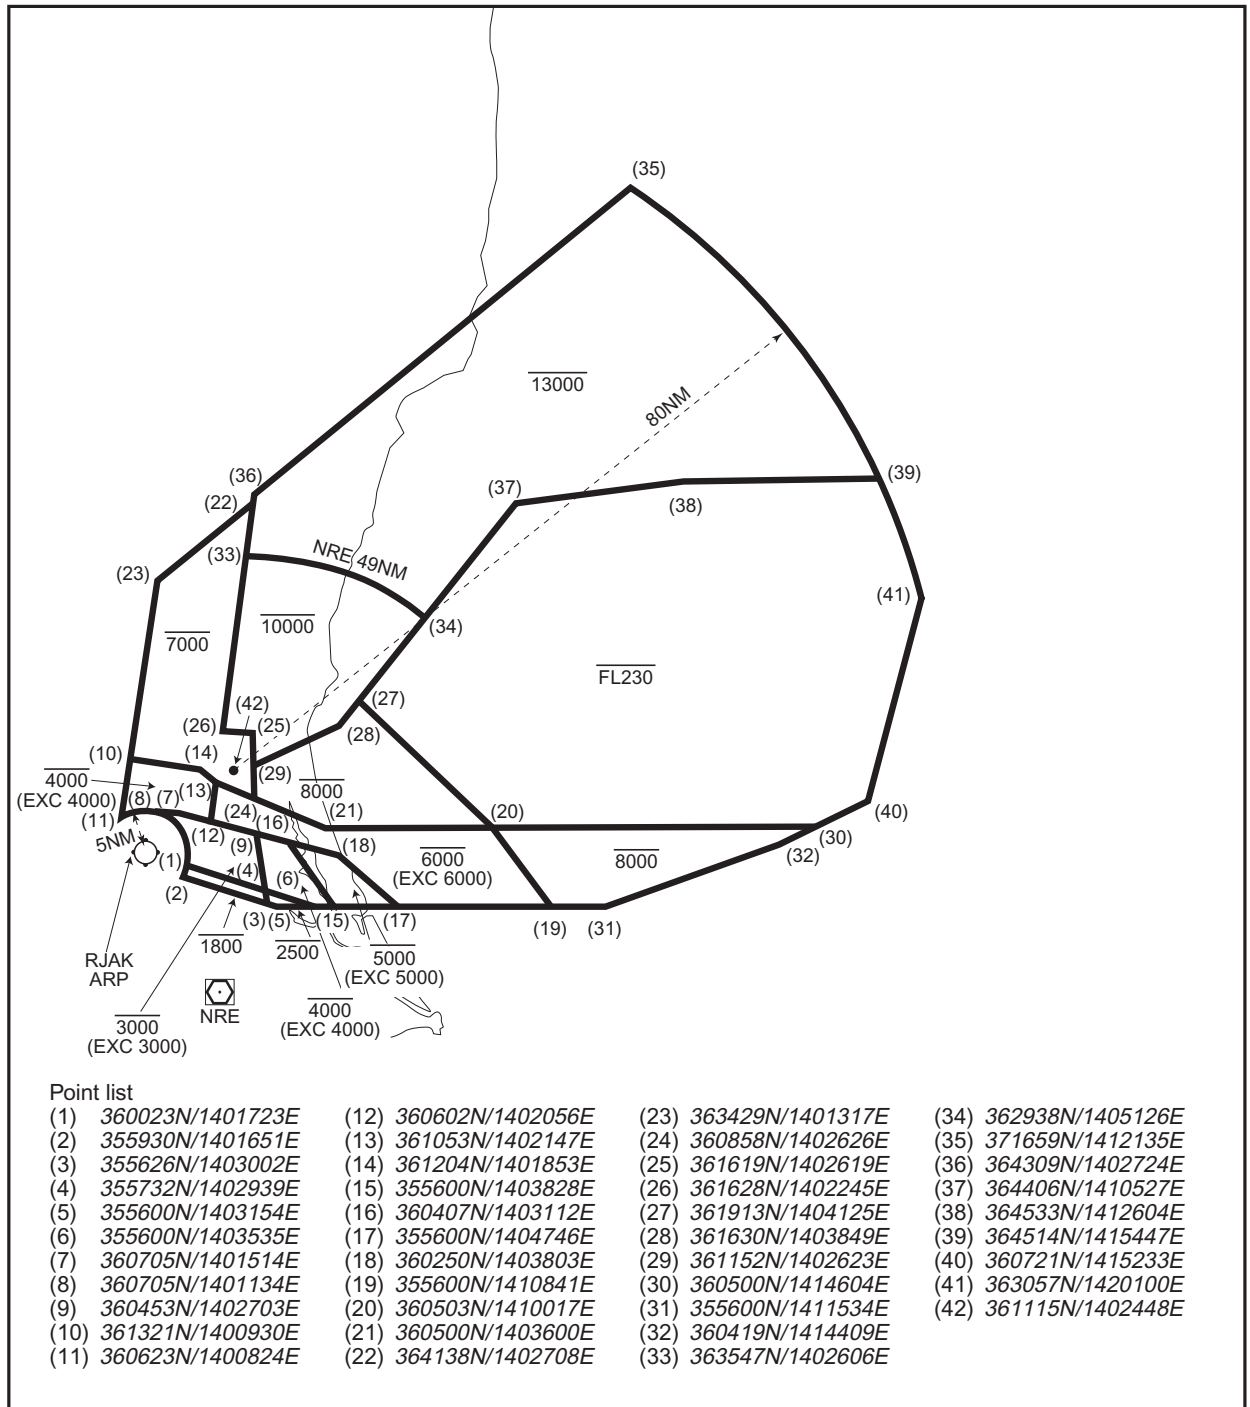 (35)
13000
80NM
(36)
(22)
(37)
(38)
(39)
(33)
NRE 49NM
(23)
(41)
(34)
10000
7000
FL230
(42)
(27)
(26)
(25)
(28)
(10)
(14)
(29)
4000
(EXC 4000)
(8)
(7)
(13)
8000
(24)
(21)
(20)
(40)
(11)
(12)
(16)
(30)
5NM
(9)
(18)
6000
(EXC 6000)
8000
(32)
(1)
(4)
(6)
(2)
(3)
(5)
(15)
(17)
(19)
(31)
1800
2500
5000
(EXC 5000)
RJAK
ARP
4000
(EXC 4000)
NRE
3000
(EXC 3000)
Point list
(1) 360023N/1401723E
(2) 355930N/1401651E
(3) 355626N/1403002E
(4) 355732N/1402939E
(5) 355600N/1403154E
(6) 355600N/1403535E
(7) 360705N/1401514E
(8) 360705N/1401134E
(9) 360453N/1402703E
(10) 361321N/1400930E
(11) 360623N/1400824E
(12) 360602N/1402056E
(13) 361053N/1402147E
(14) 361204N/1401853E
(15) 355600N/1403828E
(16) 360407N/1403112E
(17) 355600N/1404746E
(18) 360250N/1403803E
(19) 355600N/1410841E
(20) 360503N/1410017E
(21) 360500N/1403600E
(22) 364138N/1402708E
(23) 363429N/1401317E
(24) 360858N/1402626E
(25) 361619N/1402619E
(26) 361628N/1402245E
(27) 361913N/1404125E
(28) 361630N/1403849E
(29) 361152N/1402623E
(30) 360500N/1414604E
(31) 355600N/1411534E
(32) 360419N/1414409E
(33) 363547N/1402606E
(34) 362938N/1405126E
(35) 371659N/1412135E
(36) 364309N/1402724E
(37) 364406N/1410527E
(38) 364533N/1412604E
(39) 364514N/1415447E
(40) 360721N/1415233E
(41) 363057N/1420100E
(42) 361115N/1402448E